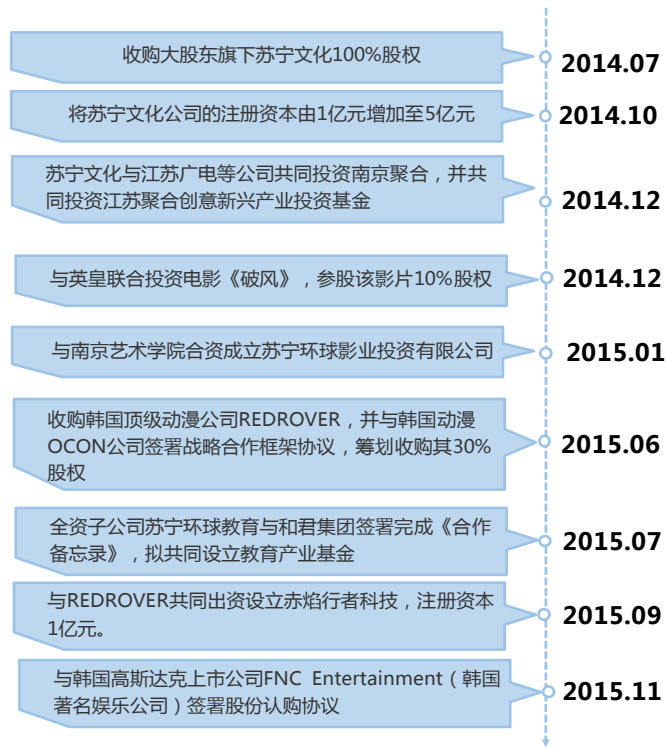 收购大股东旗下苏宁文化100%股权
2014.07
将苏宁文化公司的注册资本由1亿元增加至5亿元
2014.10
苏宁文化与江苏广电等公司共同投资南京聚合，并共
同投资江苏聚合创意新兴产业投资基金
2014.12
与英皇联合投资电影《破风》，参股该影片10%股权
2014.12
与南京艺术学院合资成立苏宁环球影业投资有限公司
2015.01
收购韩国顶级动漫公司REDROVER，并与韩国动漫
OCON公司签署战略合作框架协议，筹划收购其30%
股权
2015.06
全资子公司苏宁环球教育与和君集团签署完成《合作
备忘录》，拟共同设立教育产业基金
2015.07
与REDROVER共同出资设立赤焰行者科技，注册资本
1亿元。
2015.09
与韩国高斯达克上市公司FNC Entertainment（韩国
著名娱乐公司）签署股份认购协议
2015.11